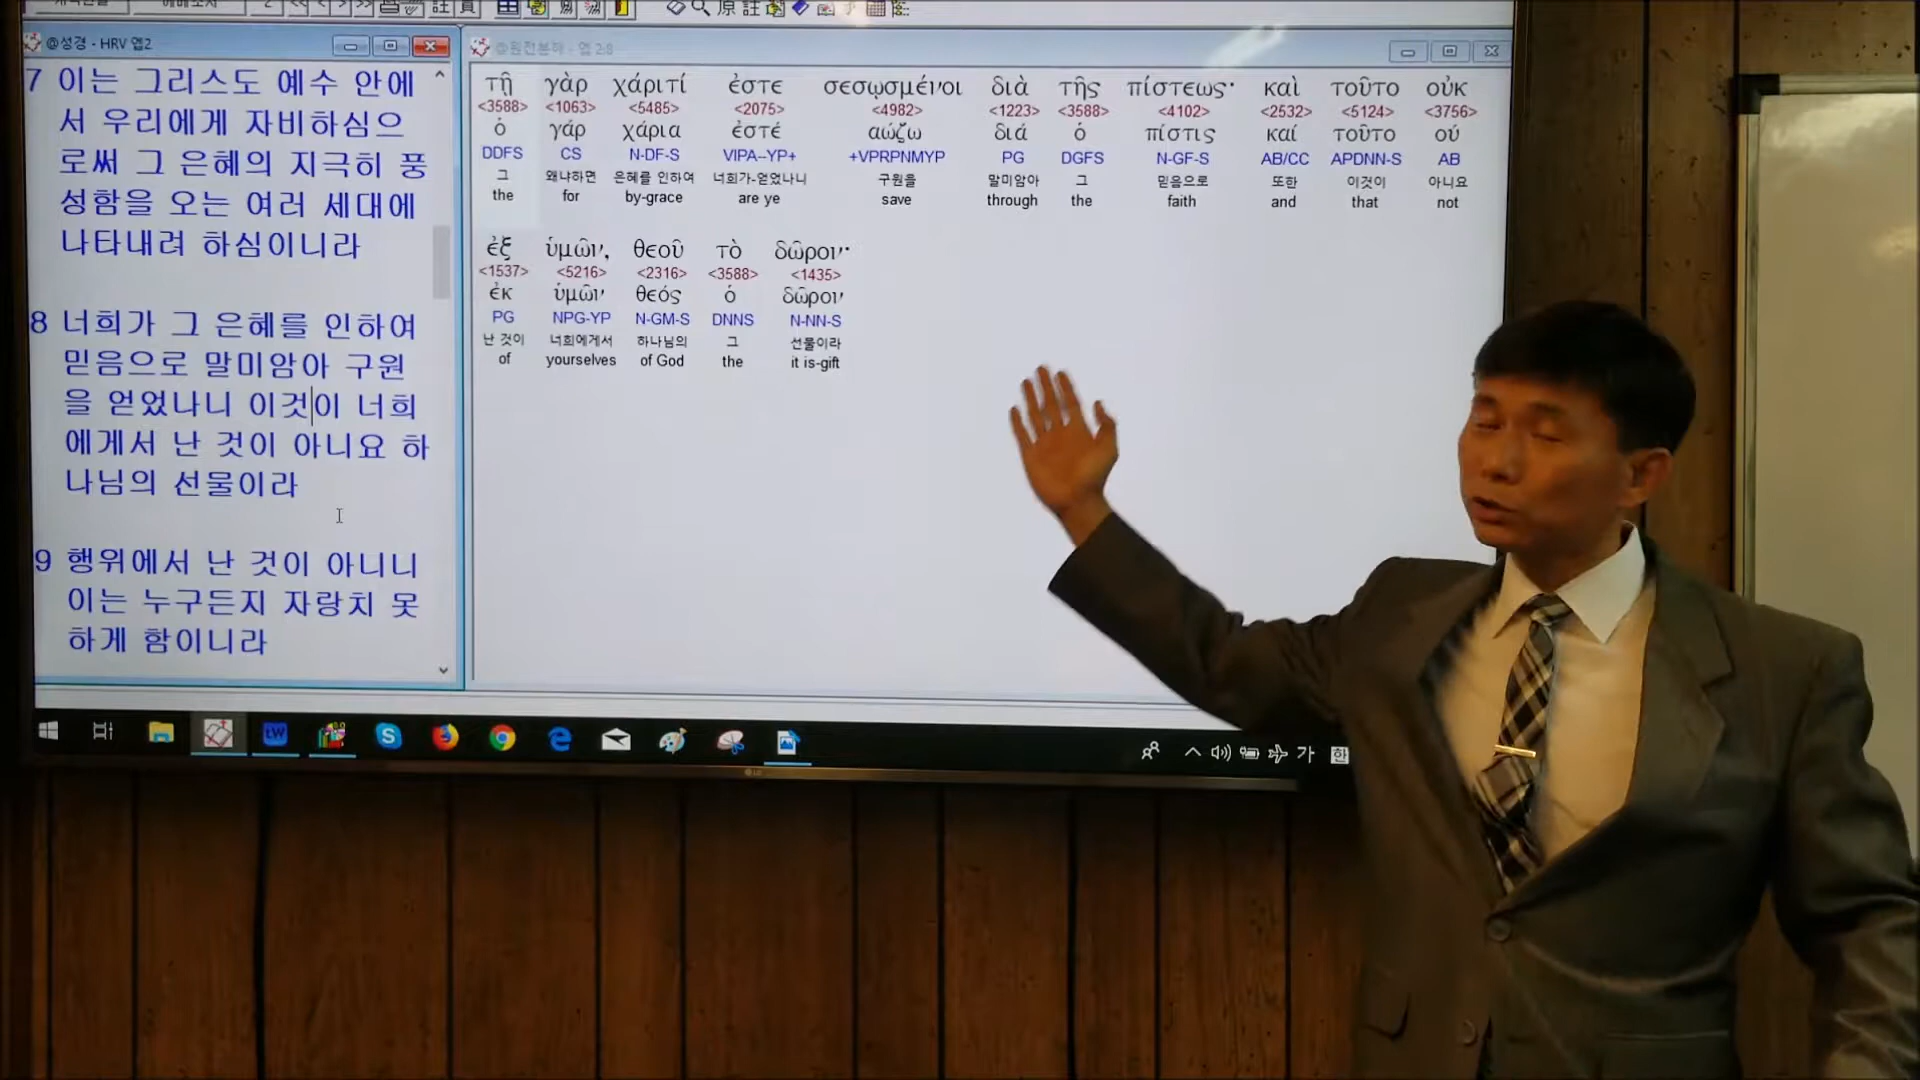 @성경 - HRV 엡2
7 이는 그리스도 예수 안에
서 우리에게 자비하심으
로써 그 은혜의 지극히 풍
성함을 오는 여러 세대에
나타내려 하심이니라
8 너희가 그 은혜를 인하여
믿음으로 말미암아 구원
을 얻었나니 이것이 너희
에게서 난 것이 아니요 하
나님의 선물이라
9 행위에서 난 것이 아니니
이는 누구든지 자랑치 못
하게 함이니라
@원전분해 - 엡 2:8
τῇ γὰρ χάριτί ἐστε σεσῳσμένοι διὰ τῆς πίστεως· καὶ τοῦτο οὐκ
<3588> <1063> <5485> <2075> <4982> <1223> <3588> <4102> <2532> <5124> <3756>
ὁ γάρ χάρια ἐστέ αώζω διά ὁ πίστις καί τοῦτο οὐ
DDFS CS N-DF-S VIPA--YP+ +VPRPNMYP PG DGFS N-GF-S AB/CC APDNN-S AB
그 왜냐하면 은혜를 인하여 너희가-얻었나니 구원을 말미암아 그 믿음으로 또한 이것이 아니요
the for by-grace are ye save through the faith and that not
ἐξ ὑμῶν, θεοῦ τὸ δῶρον·
<1537> <5216> <2316> <3588> <1435>
ἐκ ὑμῶν θεός ὁ δῶρον
PG NPG-YP N-GM-S DNNS N-NN-S
난 것이 너희에게서 하나님의 그 선물이라
of yourselves of God the it is-gift
가 한